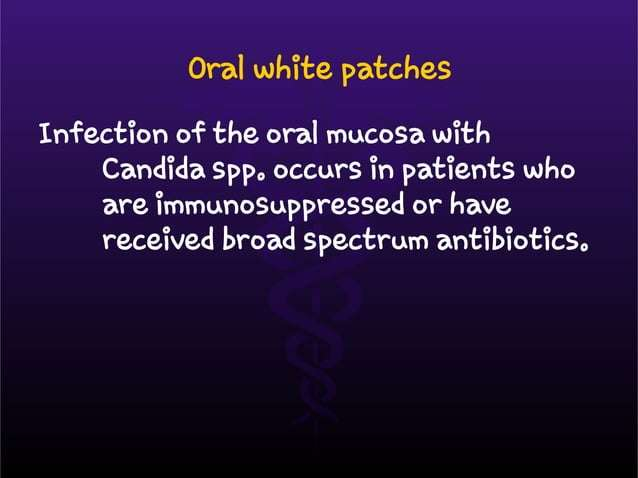 Oral white patches
Infection of the oral mucosa with
Candida spp. occurs in patients who
are immunosuppressed or have
received broad spectrum antibiotics.